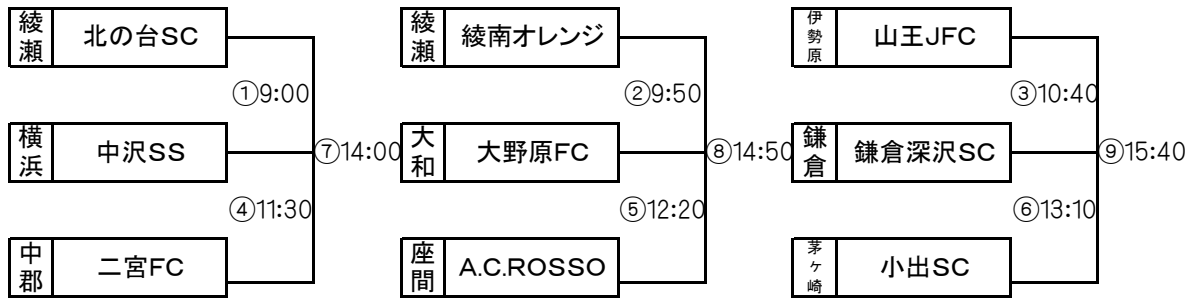 綾瀬 北の台SC
綾瀬 綾南オレンジ
伊勢原 山王JFC
①9:00
②9:50
③10:40
横浜 中沢SS
⑦14:00
大和 大野原FC
⑧14:50
鎌倉 鎌倉深沢SC
⑨15:40
④11:30
⑤12:20
⑥13:10
中郡 二宮FC
座間 A.C.ROSSO
茅ヶ崎 小出SC